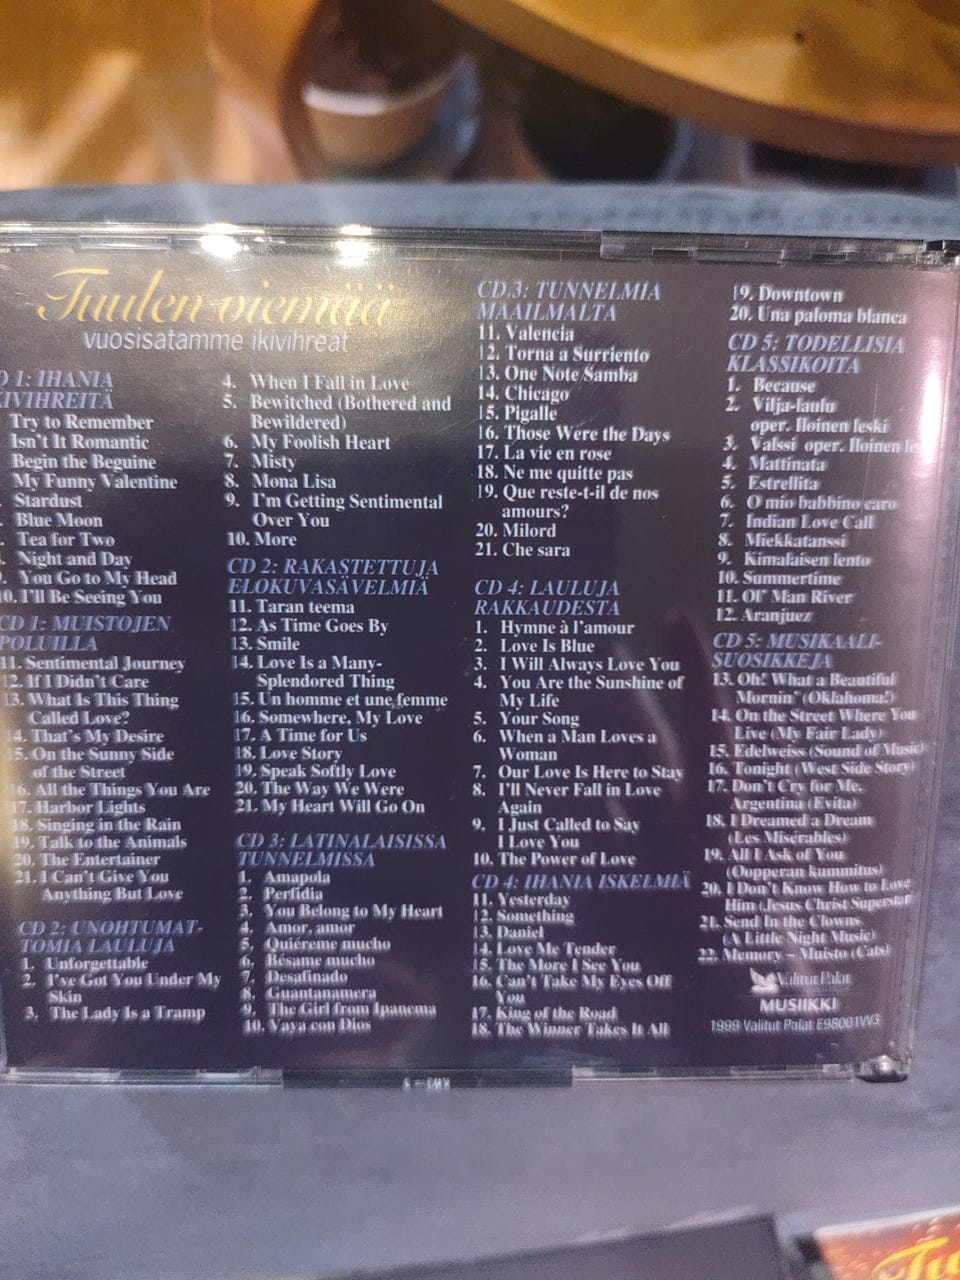 Tuulen viemää
vuosisatamme ikivihreat
D 1: IHANIA
KIVIHREITÄ
Try to Remember
Isn't It Romantic
Begin the Beguine
My Funny Valentine
Stardust
Blue Moon
Tea for Two
Night and Day
You Go to My Head
10. I'll Be Seeing You
CD 1: MUISTOJEN
POLUILLA
11. Sentimental Journey
12. If I Didn't Care
13. What Is This Thing
Called Love?
14. That's My Desire
15. On the Sunny Side
of the Street
16. All the Things You Are
17. Harbor Lights
18. Singing in the Rain
19. Talk to the Animals
20. The Entertainer
21. I Can't Give You
Anything But Love
CD 2: UNOHTUMAT-
TOMIA LAULUJA
1. Unforgettable
2. I've Got You Under My
Skin
3. The Lady Is a Tramp
4. When I Fall in Love
5. Bewitched (Bothered and
Bewildered)
6. My Foolish Heart
7. Misty
8. Mona Lisa
9. I'm Getting Sentimental
Over You
10. More
CD 2: RAKASTETTUJA
ELOKUVASÄVELMIÄ
11. Taran teema
12. As Time Goes By
13. Smile
14. Love Is a Many-
Splendored Thing
15. Un homme et une femme
16. Somewhere, My Love
17. A Time for Us
18. Love Story
19. Speak Softly Love
20. The Way We Were
21. My Heart Will Go On
CD 3: LATINALAISISSA
TUNNELMISSA
1. Amapola
2. Perfidia
3. You Belong to My Heart
4. Amor, amor
5. Quiéreme mucho
6. Bésame mucho
7. Desafinado
8. Guantanamera
9. The Girl from Ipanema
10. Vaya con Dios
CD 3: TUNNELMIA
MAAILMALTA
11. Valencia
12. Torna a Surriento
13. One Note Samba
14. Chicago
15. Pigalle
16. Those Were the Days
17. La vie en rose
18. Ne me quitte pas
19. Que reste-t-il de nos
amours?
20. Milord
21. Che sara
CD 4: LAULUJA
RAKKAUDESTA
1. Hymne à l'amour
2. Love Is Blue
3. I Will Always Love You
4. You Are the Sunshine of
My Life
5. Your Song
6. When a Man Loves a
Woman
7. Our Love Is Here to Stay
8. I'll Never Fall in Love
Again
9. I Just Called to Say
I Love You
10. The Power of Love
CD 4: IHANIA ISKELMIÄ
11. Yesterday
12. Something
13. Daniel
14. Love Me Tender
15. The More I See You
16. Can't Take My Eyes Off
You
17. King of the Road
18. The Winner Takes It All
19. Downtown
20. Una paloma blanca
CD 5: TODELLISIA
KLASSIKOITA
1. Because
2. Vilja-laulu
oper. Iloinen leski
3. Valssi oper. Iloinen le
4. Mattinata
5. Estrellita
6. O mio babbino caro
7. Indian Love Call
8. Miekkatanssi
9. Kimalaisen lento
10. Summertime
11. Ol' Man River
12. Aranjuez
CD 5: MUSIKAALI-
SUOSIKKEJA
13. Oh! What a Beautiful
Mornin' (Oklahoma!)
14. On the Street Where You
Live (My Fair Lady)
15. Edelweiss (Sound of Music)
16. Tonight (West Side Story)
17. Don't Cry for Me,
Argentina (Evita)
18. I Dreamed a Dream
(Les Misérables)
19. All I Ask of You
(Oopperan kummitus)
20. I Don't Know How to Love
Him (Jesus Christ Superstar
21. Send In the Clowns
(A Little Night Music)
22. Memory – Muisto (Cats)
Valitut Palat
MUSIIKKI
1999 Valitut Palat E98001VV3
Tu